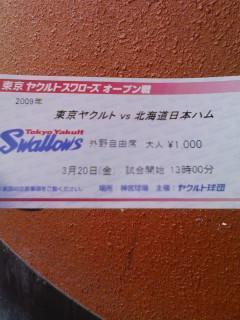 東京ヤクルトスワローズ オープン戦
2009年
東京ヤクルト vs 北海道日本ハム
Tokyo Yakult
Swallows 外野自由席 大人 ¥1,000
3月20日(金) 試合開始 13時00分
場所 神宮球場 主催:ヤクルト球団